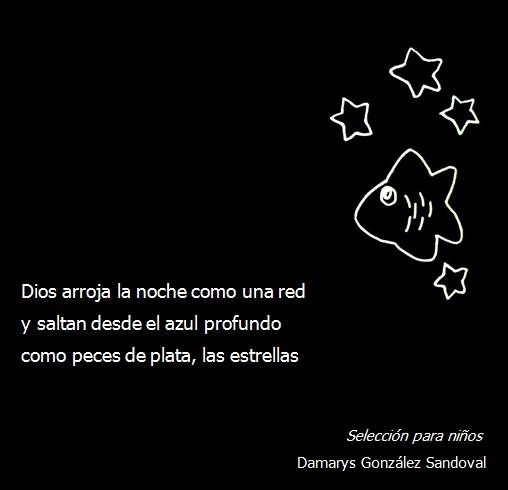 Dios arroja la noche como una red
y saltan desde el azul profundo
como peces de plata, las estrellas
Selección para niños
Damarys González Sandoval